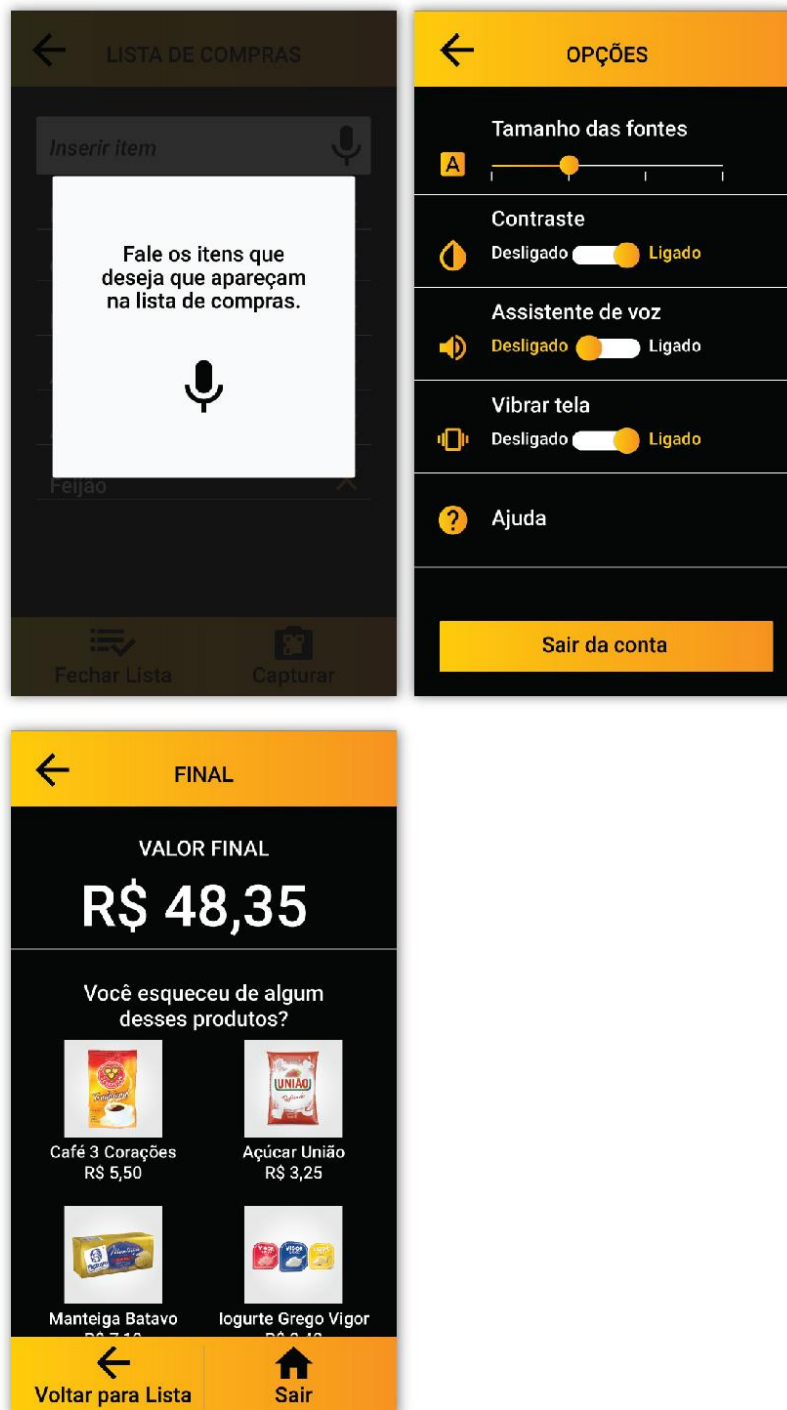 LISTA DE COMPRAS
Inserir item
Fale os itens que
deseja que apareçam
na lista de compras.
Feijão
Fechar Lista
Capturar
OPÇÕES
Tamanho das fontes
A
Contraste
Desligado Ligado
Assistente de voz
Desligado Ligado
Vibrar tela
Desligado Ligado
? Ajuda
Sair da conta
FINAL
VALOR FINAL
R$ 48,35
Você esqueceu de algum
desses produtos?
UNIÃO
Café 3 Corações
R$ 5,50
Açúcar União
R$ 3,25
VIGOR VIGOR
Manteiga Batavo
Iogurte Grego Vigor
Voltar para Lista
Sair